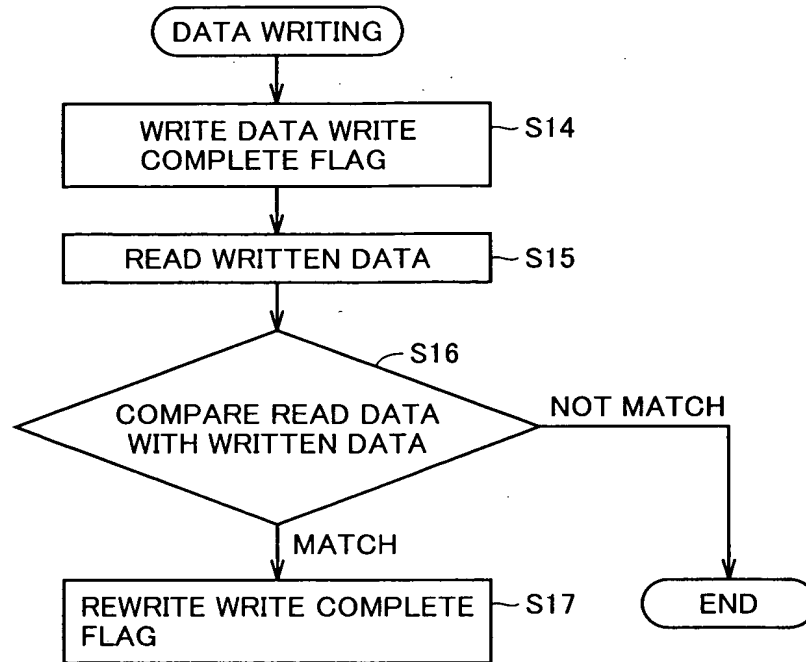 DATA WRITING
WRITE DATA WRITE
COMPLETE FLAG
S14
READ WRITTEN DATA
S15
S16
COMPARE READ DATA
WITH WRITTEN DATA
NOT MATCH
MATCH
REWRITE WRITE COMPLETE
FLAG
S17
END